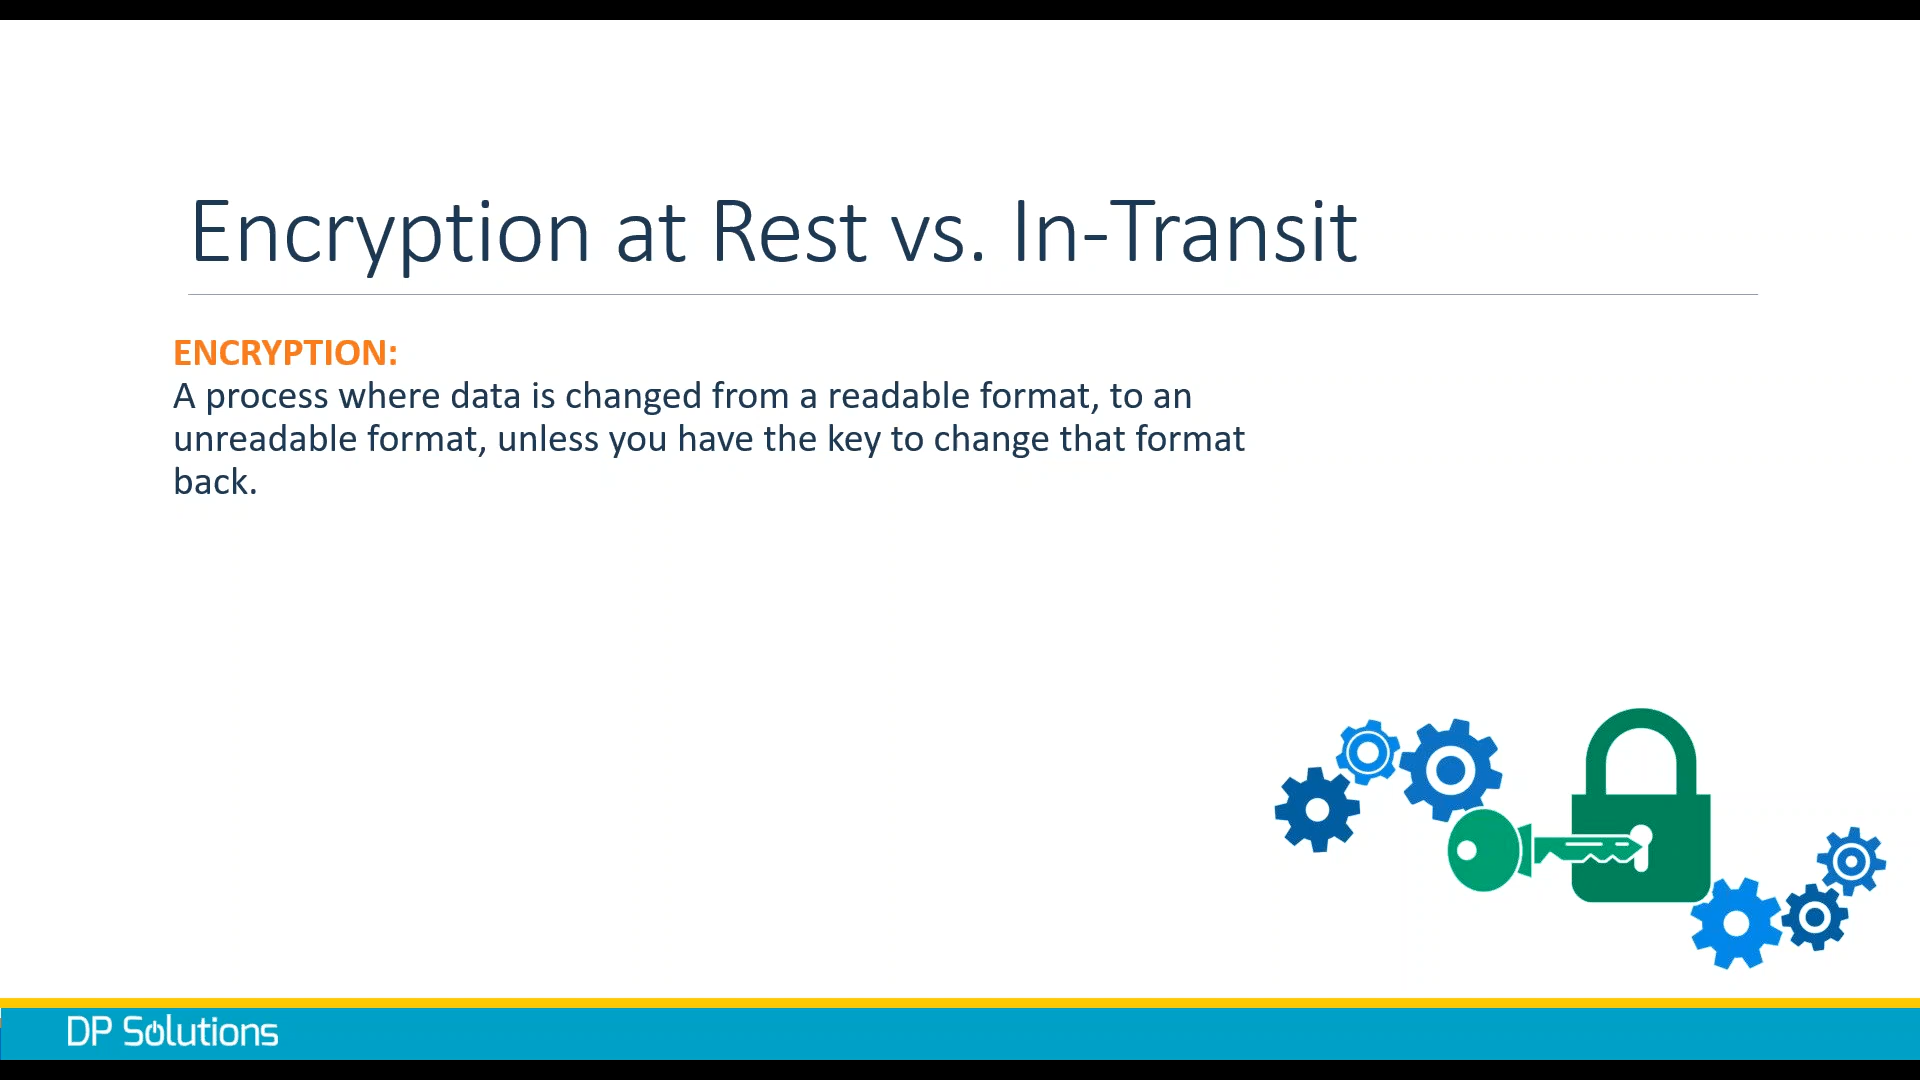 Encryption at Rest vs. In-Transit
ENCRYPTION:
A process where data is changed from a readable format, to an
unreadable format, unless you have the key to change that format
back.
DP Solutions